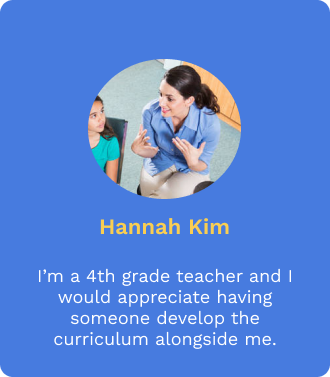 Hannah Kim
I’m a 4th grade teacher and I
would appreciate having
someone develop the
curriculum alongside me.